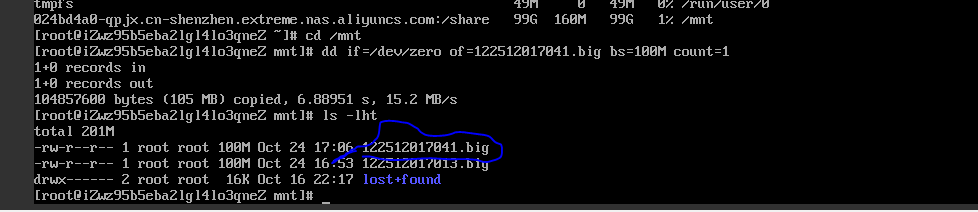 tmpfs 49M 0 49M 0% /run/user/0
024bd4a0-qpjx.cn-shenzhen.extreme.nas.aliyuncs.com:/share 99G 160M 99G 1% /mnt
[root@iZwz95b5eba2lgl4lo3qneZ ~]# cd /mnt
[root@iZwz95b5eba2lgl4lo3qneZ mnt]# dd if=/dev/zero of=122512017041.big bs=100M count=1
1+0 records in
1+0 records out
104857600 bytes (105 MB) copied, 6.88951 s, 15.2 MB/s
[root@iZwz95b5eba2lgl4lo3qneZ mnt]# ls -lht
total 201M
-rw-r--r-- 1 root root 100M Oct 24 17:06 122512017041.big
-rw-r--r-- 1 root root 100M Oct 24 16:53 122512017013.big
drwx------ 2 root root 16K Oct 16 22:17 lost+found
[root@iZwz95b5eba2lgl4lo3qneZ mnt]# _